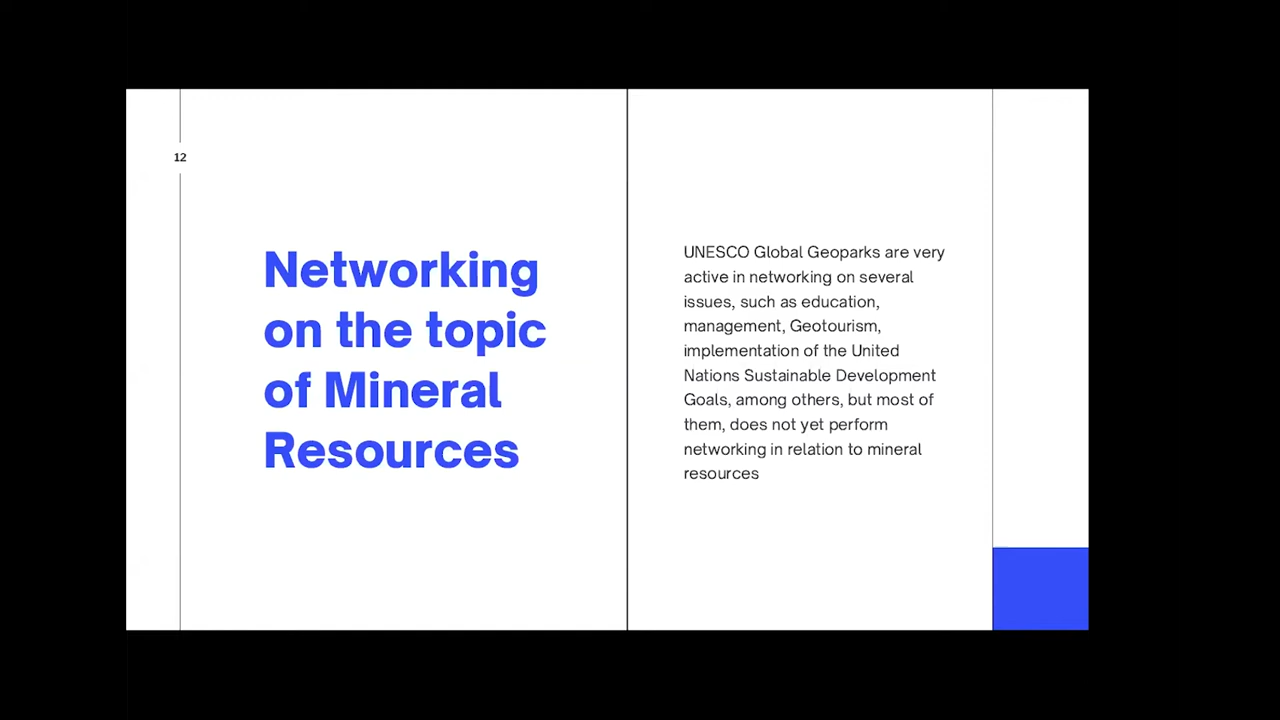 12
Networking
on the topic
of Mineral
Resources
UNESCO Global Geoparks are very
active in networking on several
issues, such as education,
management, Geotourism,
implementation of the United
Nations Sustainable Development
Goals, among others, but most of
them, does not yet perform
networking in relation to mineral
resources